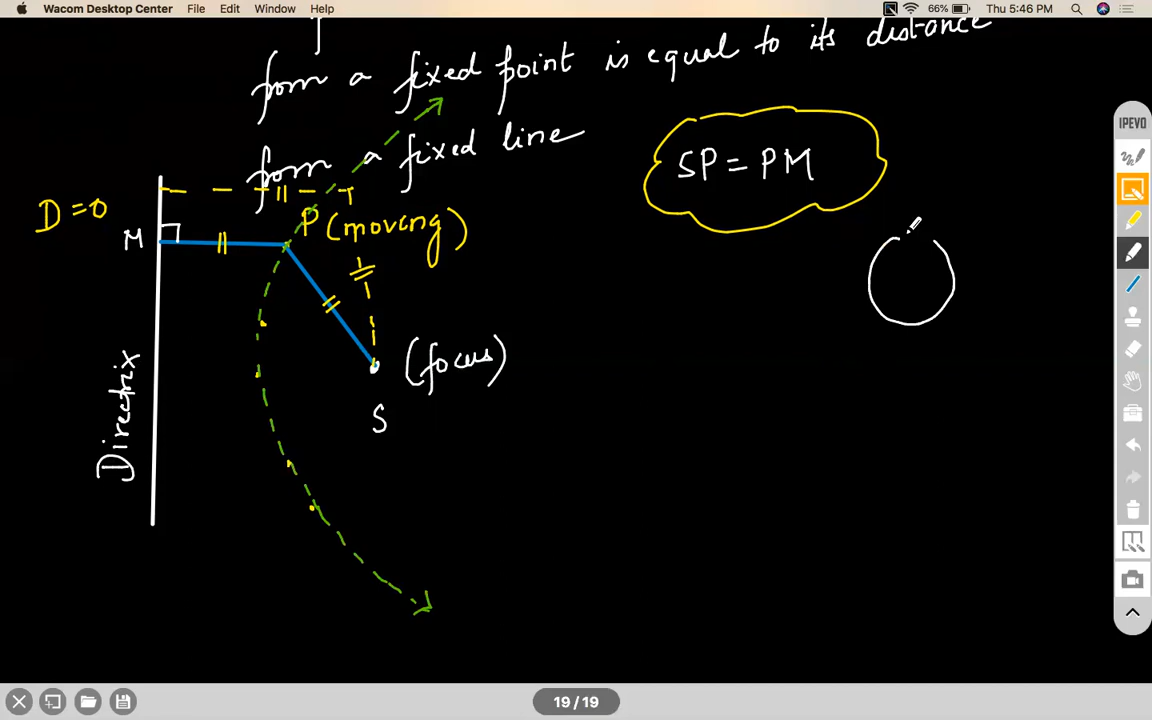 Wacom Desktop Center File Edit Window Help 66% Thu 5:46 PM
from a fixed point is equal to its distance
from a fixed line
SP = PM
IPEVO
D = 0
P (moving)
M
(focus)
S
Directrix
19 / 19